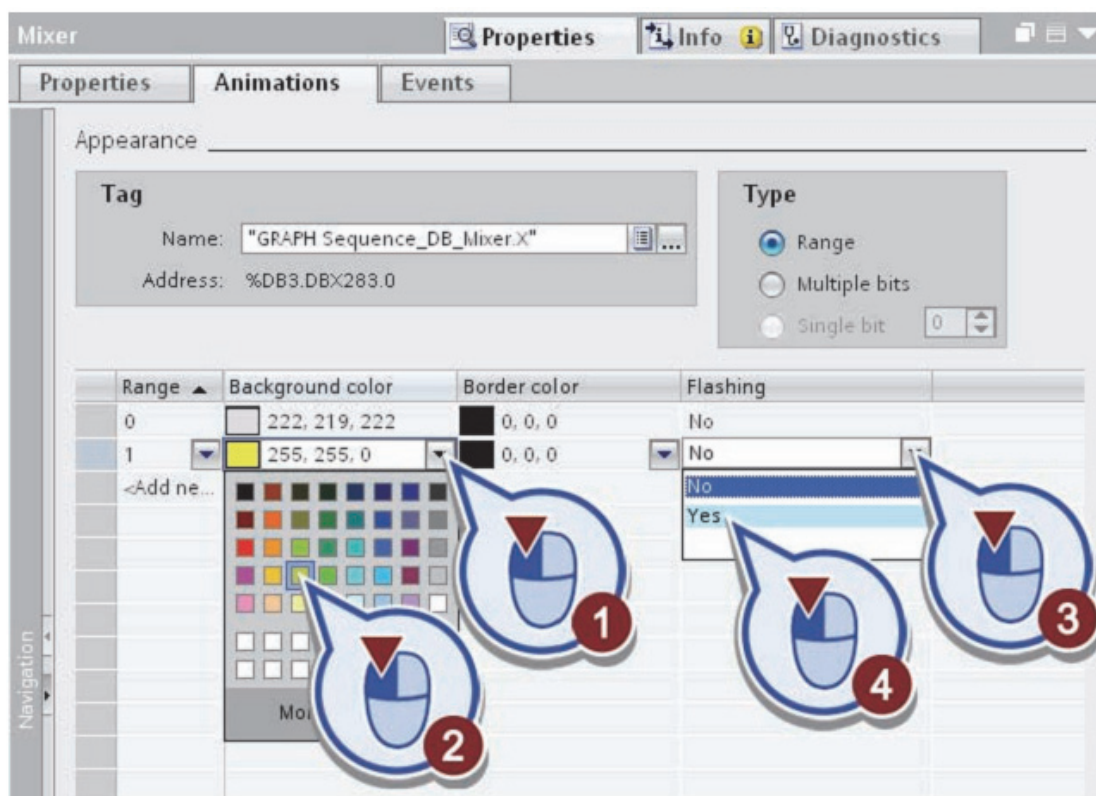 Mixer
Properties Info Diagnostics
Properties Animations Events
Appearance
Tag
Name: "GRAPH Sequence_DB_Mixer.X" ...
Address: %DB3.DBX283.0
Type
Range
Multiple bits
Single bit 0
Range Background color Border color Flashing
0 222, 219, 222 0, 0, 0 No
1 255, 255, 0 0, 0, 0 No
<Add ne...
No
Yes
1
2
3
4
Navigation